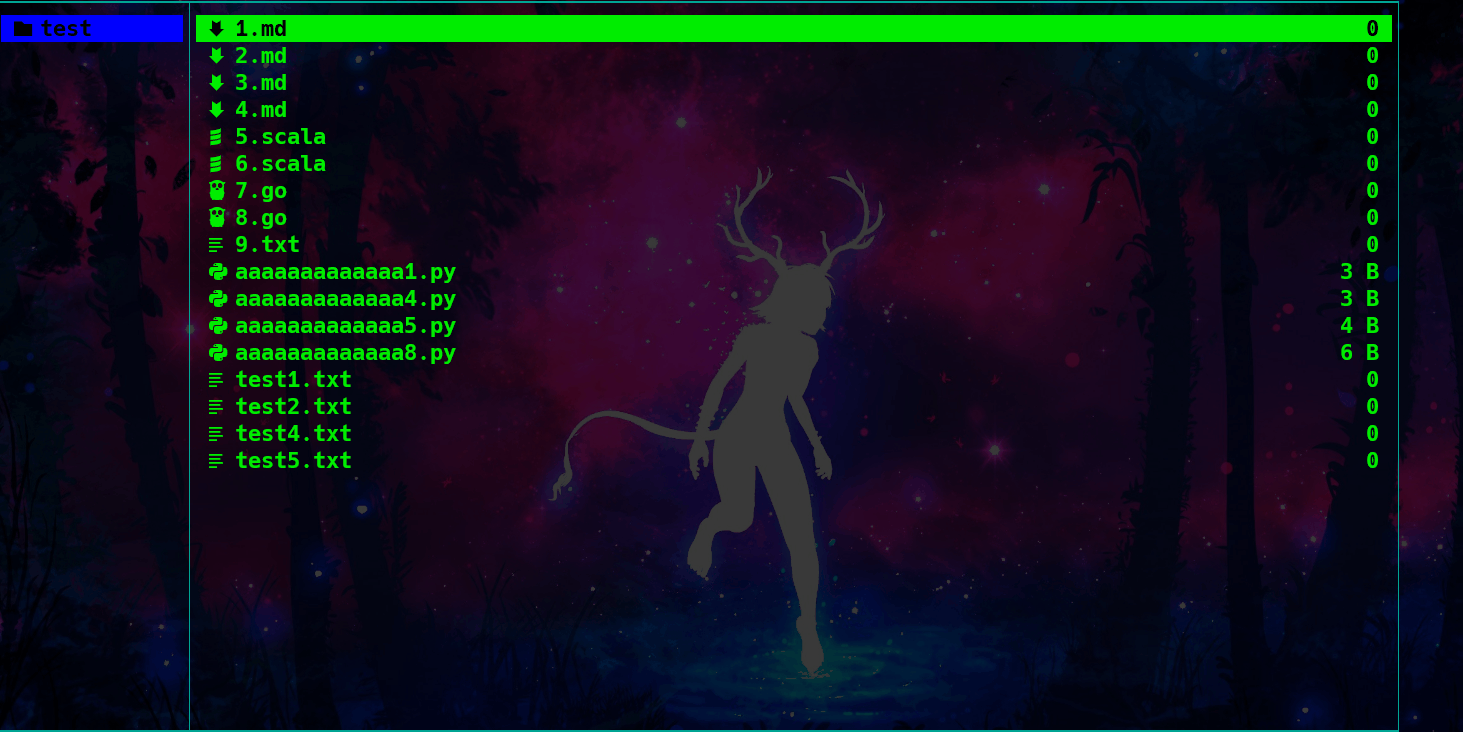 test
1.md 0
2.md 0
3.md 0
4.md 0
5.scala 0
6.scala 0
7.go 0
8.go 0
9.txt 0
aaaaaaaaaaaaa1.py 3 B
aaaaaaaaaaaaa4.py 3 B
aaaaaaaaaaaaa5.py 4 B
aaaaaaaaaaaaa8.py 6 B
test1.txt 0
test2.txt 0
test4.txt 0
test5.txt 0